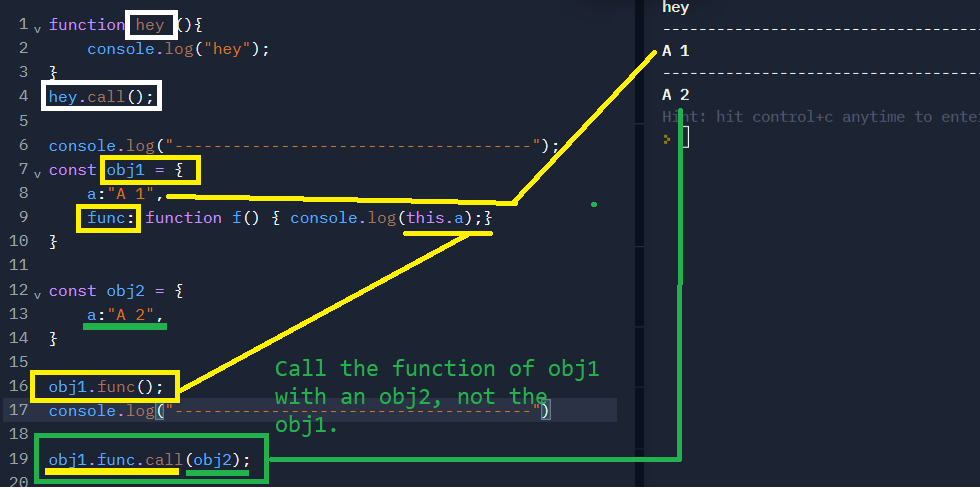 1 function hey (){
2 console.log("hey");
3 }
4 hey.call();
5
6 console.log("-------------------------------------");
7 const obj1 = {
8 a:"A 1",
9 func: function f() { console.log(this.a);}
10 }
11
12 const obj2 = {
13 a:"A 2",
14 }
15
16 obj1.func();
17 console.log("-------------------------------------")
18
19 obj1.func.call(obj2);
20
Call the function of obj1
with an obj2, not the
obj1.
hey
-------------------------------------
A 1
-------------------------------------
A 2
Hint: hit control+c anytime to enter
>